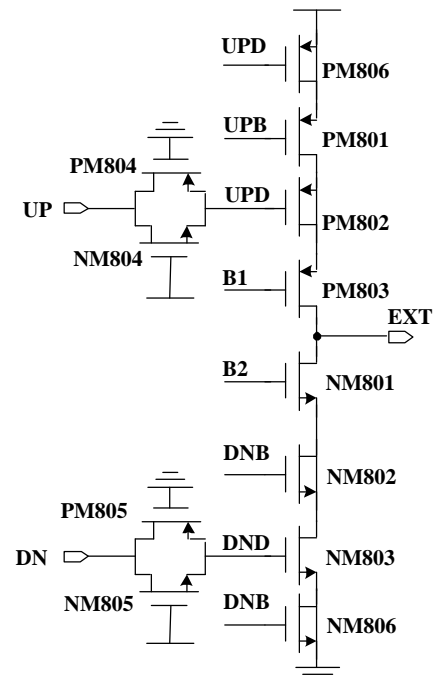 UPD
PM806
UPB
PM801
PM804
UP
UPD
PM802
NM804
B1
PM803
EXT
B2
NM801
DNB
NM802
PM805
DN
DND
NM803
NM805
DNB
NM806